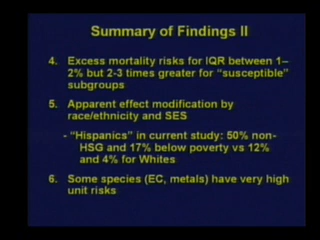 Summary of Findings II
4. Excess mortality risks for IQR between 1–
2% but 2-3 times greater for “susceptible”
subgroups
5. Apparent effect modification by
race/ethnicity and SES
- “Hispanics” in current study: 50% non-
HSG and 17% below poverty vs 12%
and 4% for Whites
6. Some species (EC, metals) have very high
unit risks